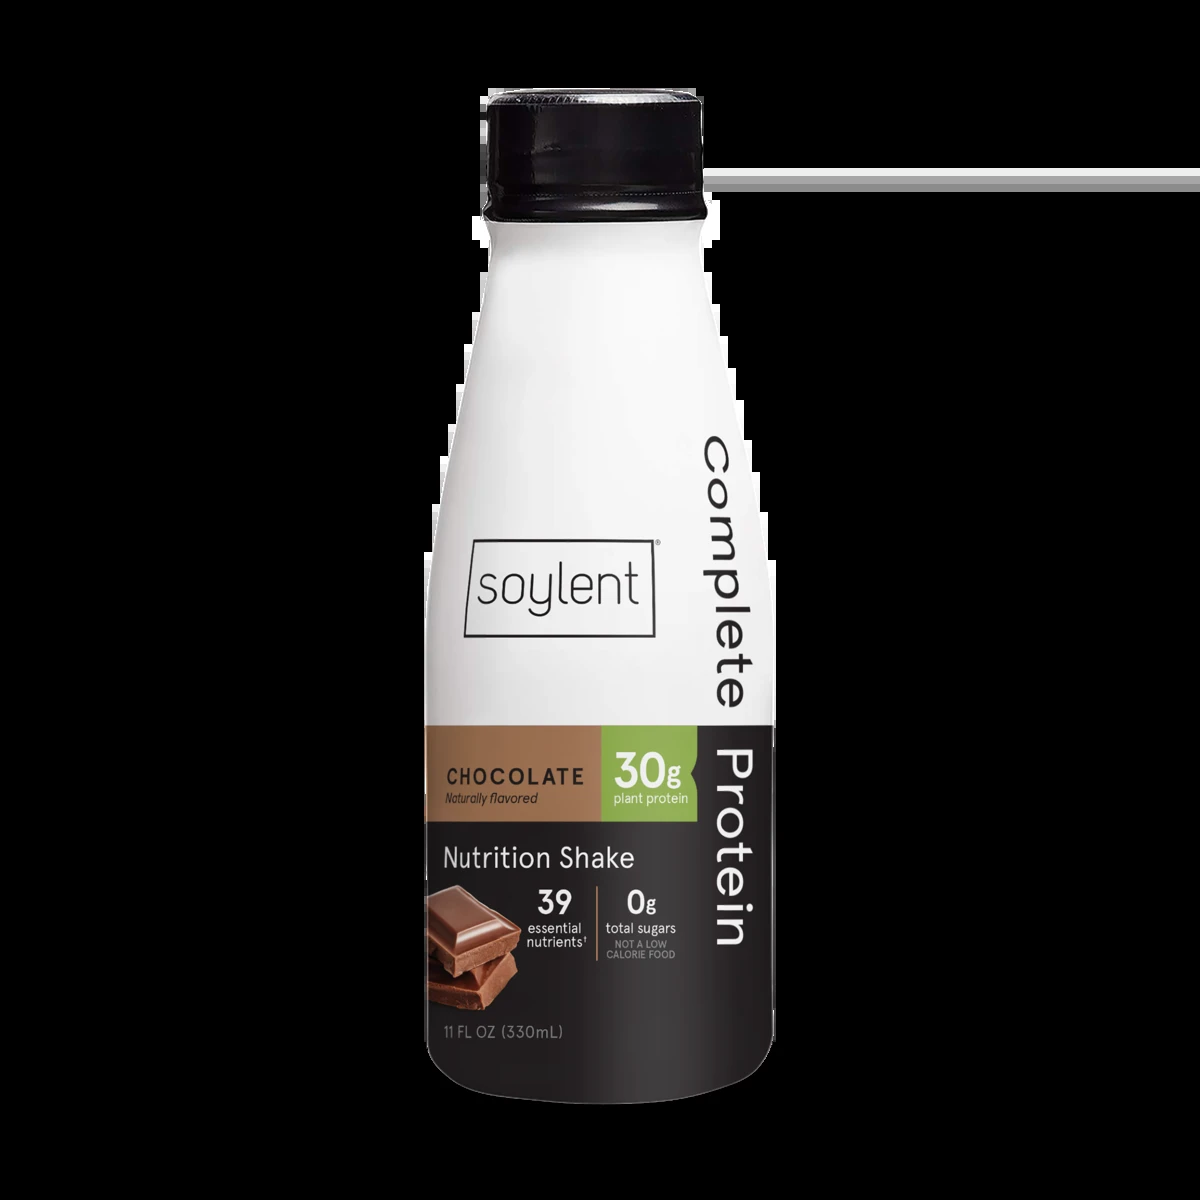 soylent®
Complete Protein
CHOCOLATE
Naturally flavored
30g
plant protein
Nutrition Shake
39
essential
nutrients†
0g
total sugars
NOT A LOW
CALORIE FOOD
11 FL OZ (330mL)